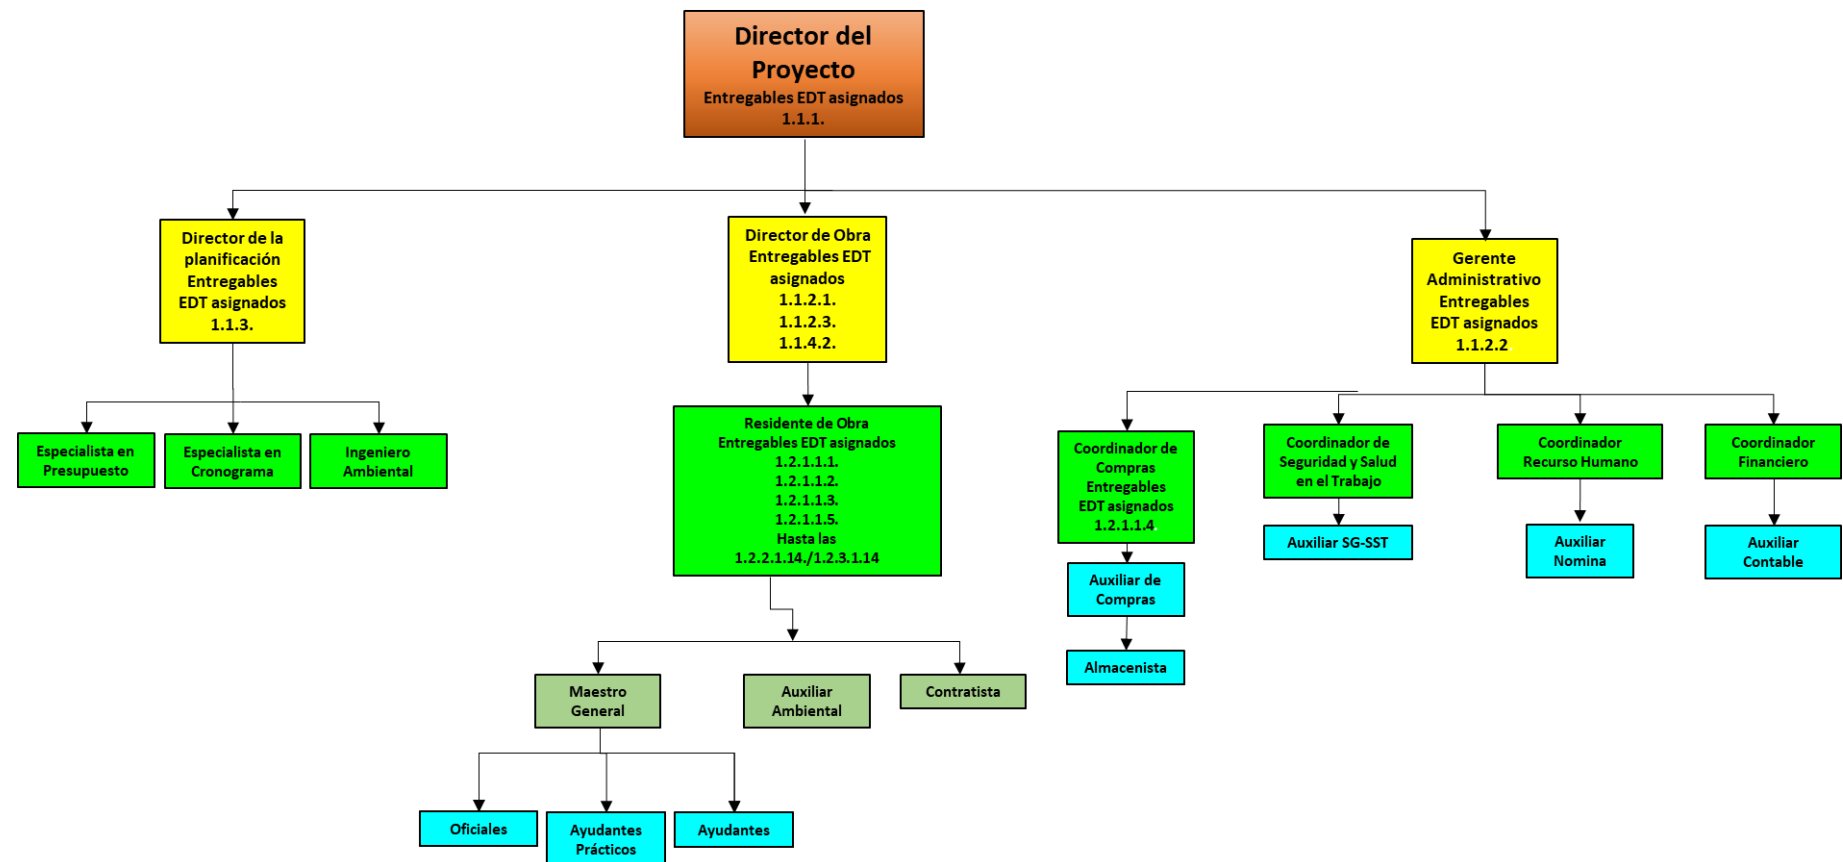 Director del
Proyecto
Entregables EDT asignados
1.1.1.
Director de la
planificación
Entregables
EDT asignados
1.1.3.
Director de Obra
Entregables EDT
asignados
1.1.2.1.
1.1.2.3.
1.1.4.2.
Gerente
Administrativo
Entregables
EDT asignados
1.1.2.2
Especialista en
Presupuesto
Especialista en
Cronograma
Ingeniero
Ambiental
Residente de Obra
Entregables EDT asignados
1.2.1.1.1.
1.2.1.1.2.
1.2.1.1.3.
1.2.1.1.5.
Hasta las
1.2.2.1.14./1.2.3.1.14
Coordinador de
Compras
Entregables
EDT asignados
1.2.1.1.4.
Coordinador de
Seguridad y Salud
en el Trabajo
Coordinador
Recurso Humano
Coordinador
Financiero
Auxiliar de
Compras
Auxiliar SG-SST
Auxiliar
Nomina
Auxiliar
Contable
Almacenista
Maestro
General
Auxiliar
Ambiental
Contratista
Oficiales
Ayudantes
Prácticos
Ayudantes